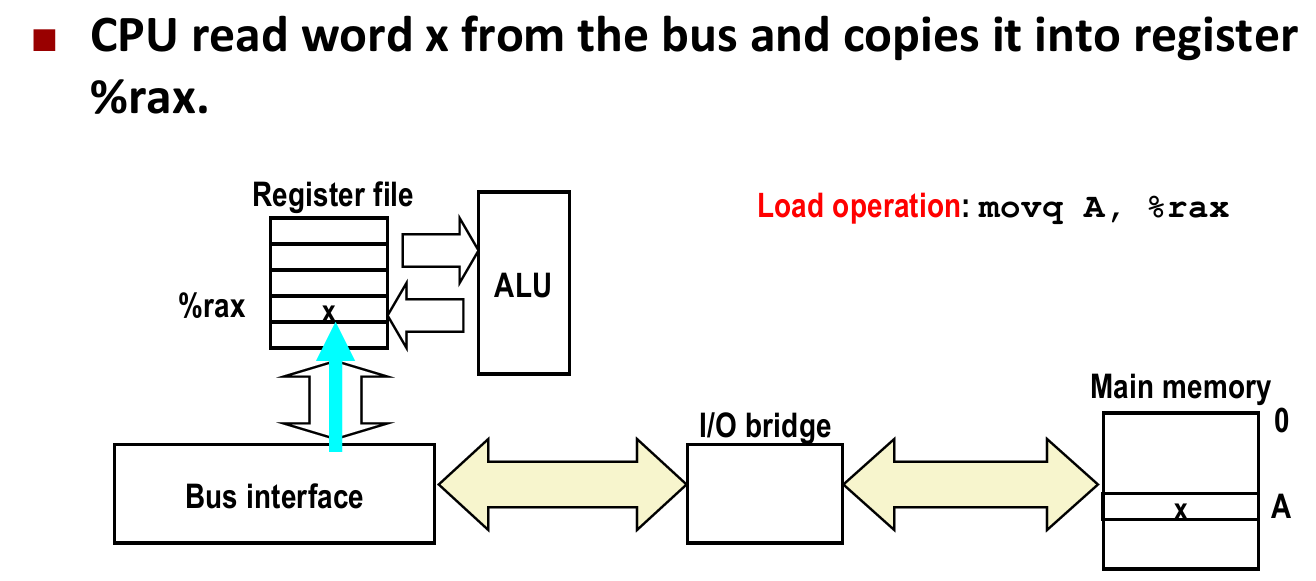 CPU read word x from the bus and copies it into register
%rax.
Register file
Load operation: movq A, %rax
ALU
%rax
x
Main memory
0
I/O bridge
Bus interface
x
A